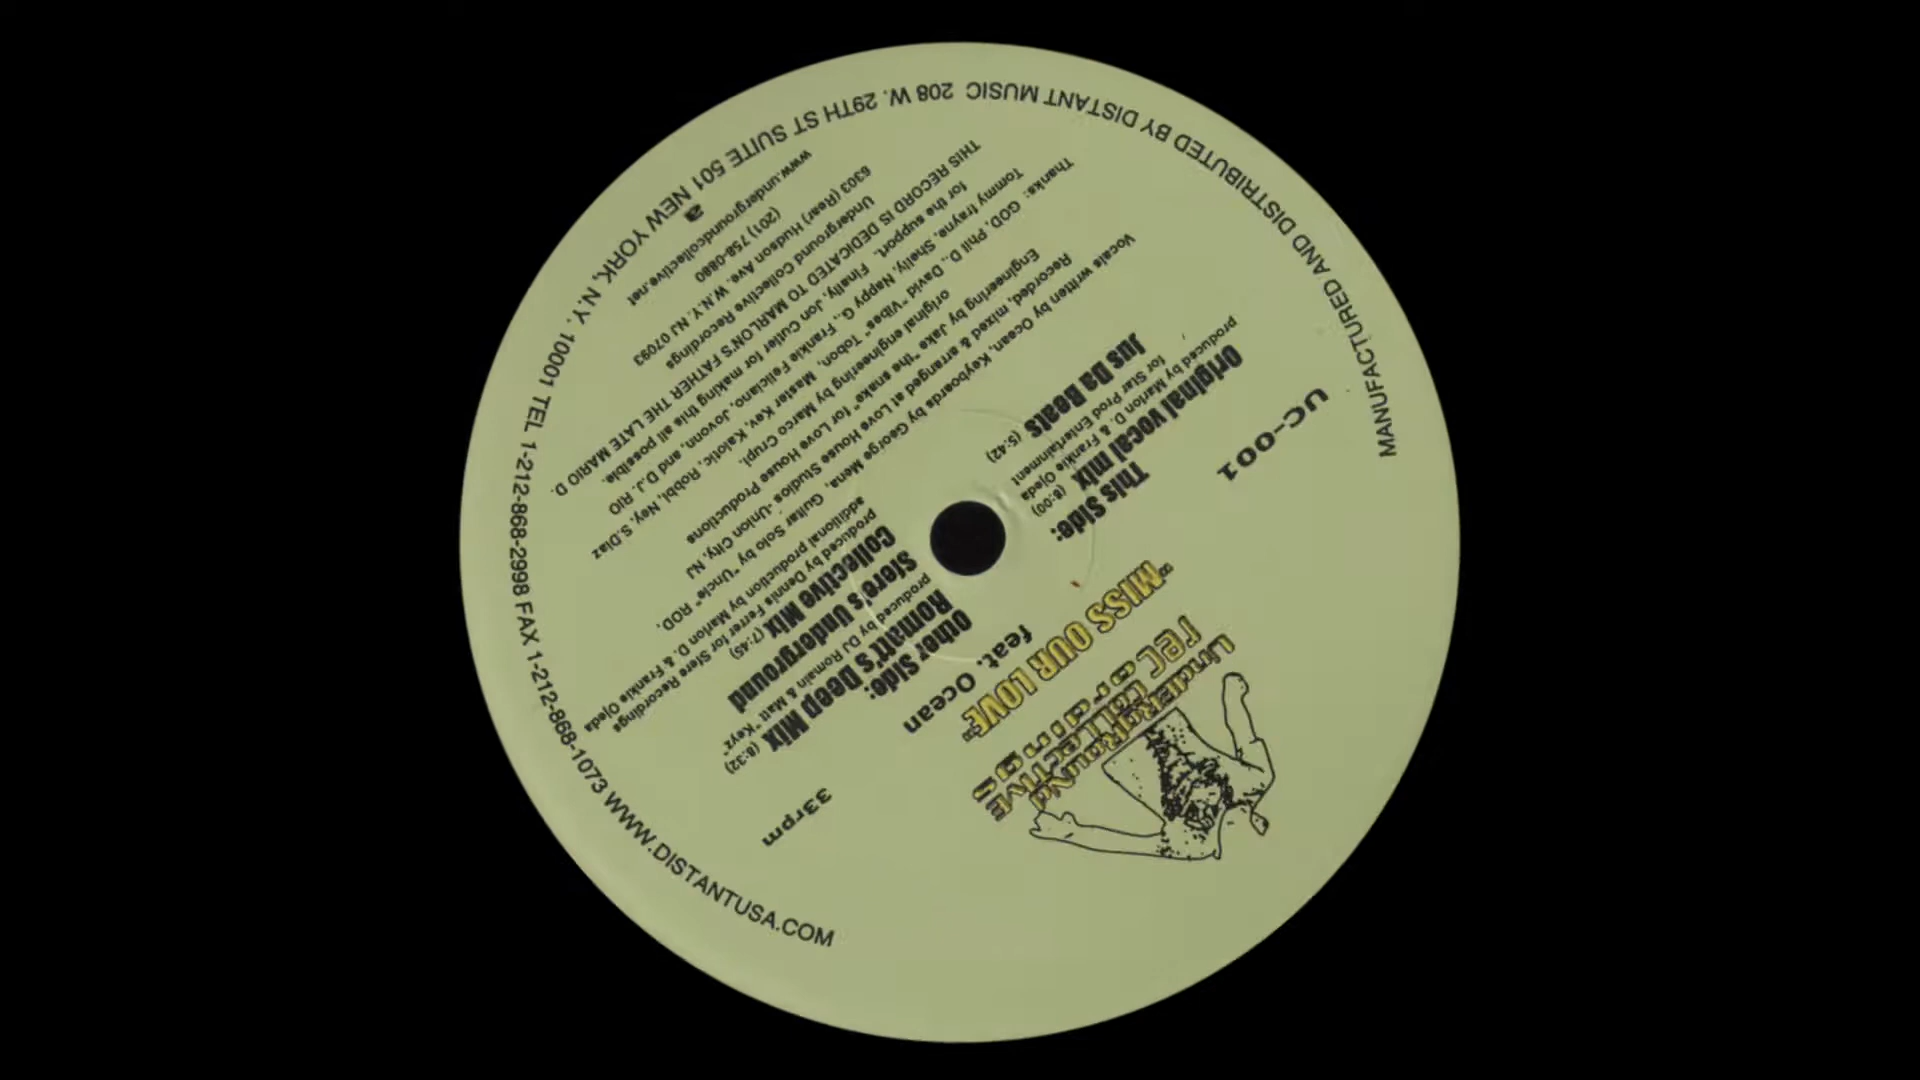 UndERgRoUNd
COLLECTIVE
recordings
"MISS OUR LOVE"
feat. Ocean
UC-001
33rpm
This Side:
Original vocal mix (8:00)
produced by Marlon D. & Frankie Ojeda
for Star Prod Entertainment
Jus Da Beats (5:42)
Other Side:
Romatt's Deep Mix (8:32)
produced by DJ Romain & Matt "Keyz"
Sfere's Underground
Collective Mix (7:45)
produced by Dennis Ferrer for Sfere Recordings
additional production by Marlon D. & Frankie Ojeda
Vocals written by Ocean, Keyboards by George Mena, Guitar Solo by "Uncle" ROD.
Recorded, mixed & arranged at Love House Studios -Union City, NJ
Engineering by Jake "the snake" for Love House Productions
original engineering by Marco Crupi.
Thanks: GOD, Phil D., David "Vibes" Tobon, Master Kev, Kalotic, Robbi, Ney, S. Diaz
Tommy frayne, Shelly, Nappy G., Frankie Feliciano, Jovonn, and D.J. RIO
for the support. Finally, Jon Cutler for making this all possible.
THIS RECORD IS DEDICATED TO MARLON'S FATHER THE LATE MARIO D.
Underground Collective Recordings
6303 (Rear) Hudson Ave. W.N.Y. NJ 07093
(201) 758-0880
www.undergroundcollective.net
a
MANUFACTURED AND DISTRIBUTED BY DISTANT MUSIC 208 W. 29TH ST SUITE 501 NEW YORK, N.Y. 10001 TEL 1-212-868-2998 FAX 1-212-868-1073 WWW.DISTANTUSA.COM